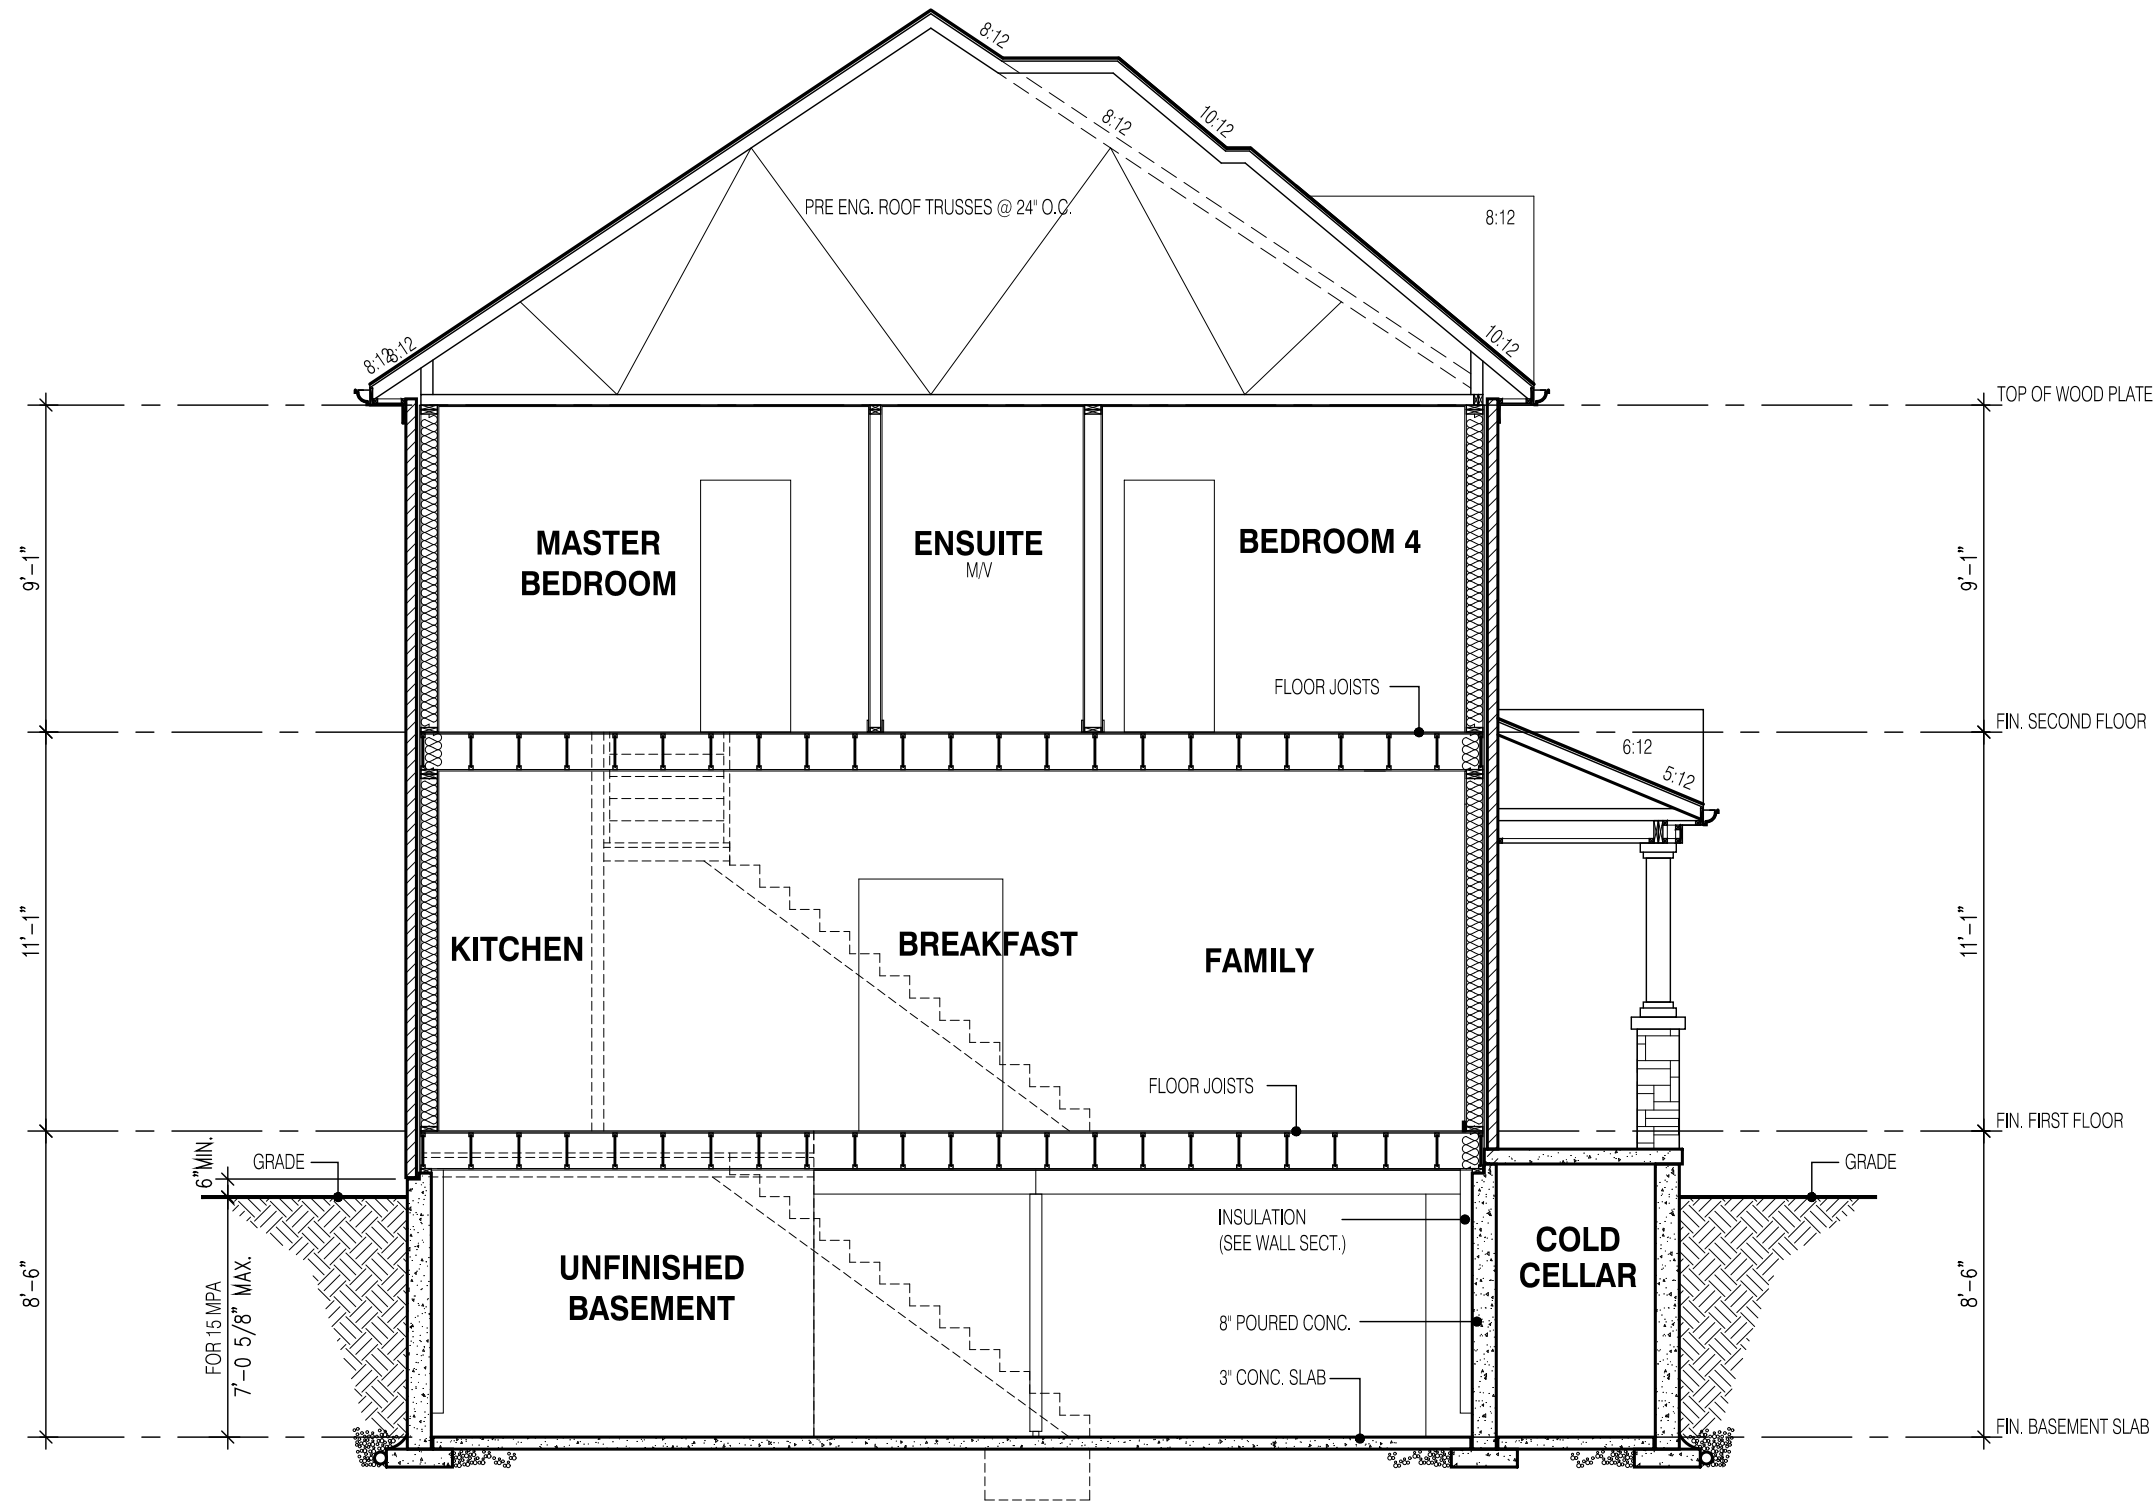 8:12
8:12
10:12
PRE ENG. ROOF TRUSSES @ 24" O.C.
8:12
8:12
8:12
10:12
TOP OF WOOD PLATE
9'-1"
MASTER
BEDROOM
ENSUITE
M/V
BEDROOM 4
9'-1"
FLOOR JOISTS
FIN. SECOND FLOOR
6:12
5:12
11'-1"
KITCHEN
BREAKFAST
FAMILY
11'-1"
FLOOR JOISTS
FIN. FIRST FLOOR
6"MIN.
GRADE
GRADE
INSULATION
(SEE WALL SECT.)
COLD
CELLAR
UNFINISHED
BASEMENT
8'-6"
FOR 15 MPA
7'-0 5/8" MAX.
8" POURED CONC.
3" CONC. SLAB
8'-6"
FIN. BASEMENT SLAB